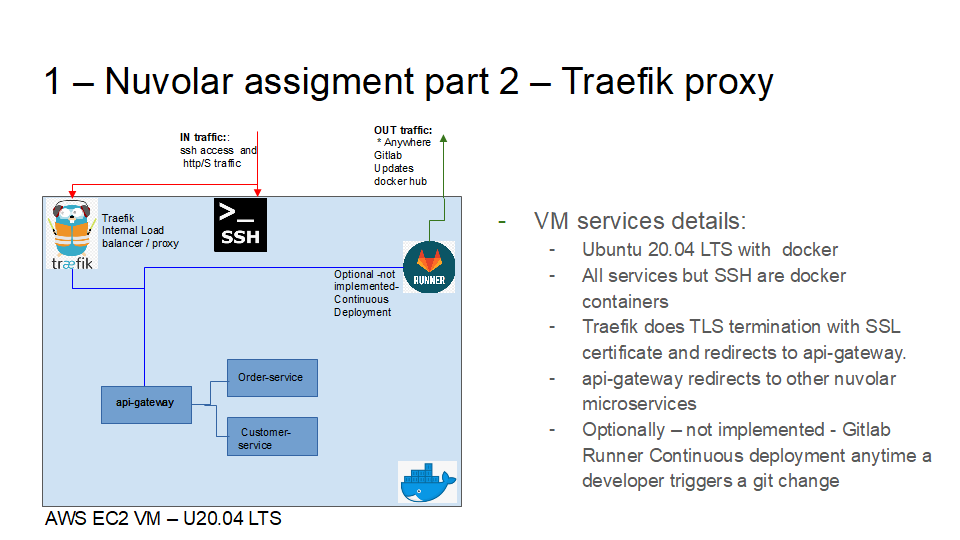 1 – Nuvolar assigment part 2 – Traefik proxy
IN traffic::
ssh access and
http/S traffic
OUT traffic:
* Anywhere
Gitlab
Updates
docker hub
træfik
Traefik
Internal Load
balancer / proxy
>_
SSH
RUNNER
Optional -not
implemented-
Continuous
Deployment
Order-service
api-gateway
Customer-
service
AWS EC2 VM – U20.04 LTS
- VM services details:
- Ubuntu 20.04 LTS with docker
- All services but SSH are docker
containers
- Traefik does TLS termination with SSL
certificate and redirects to api-gateway.
- api-gateway redirects to other nuvolar
microservices
- Optionally – not implemented - Gitlab
Runner Continuous deployment anytime a
developer triggers a git change